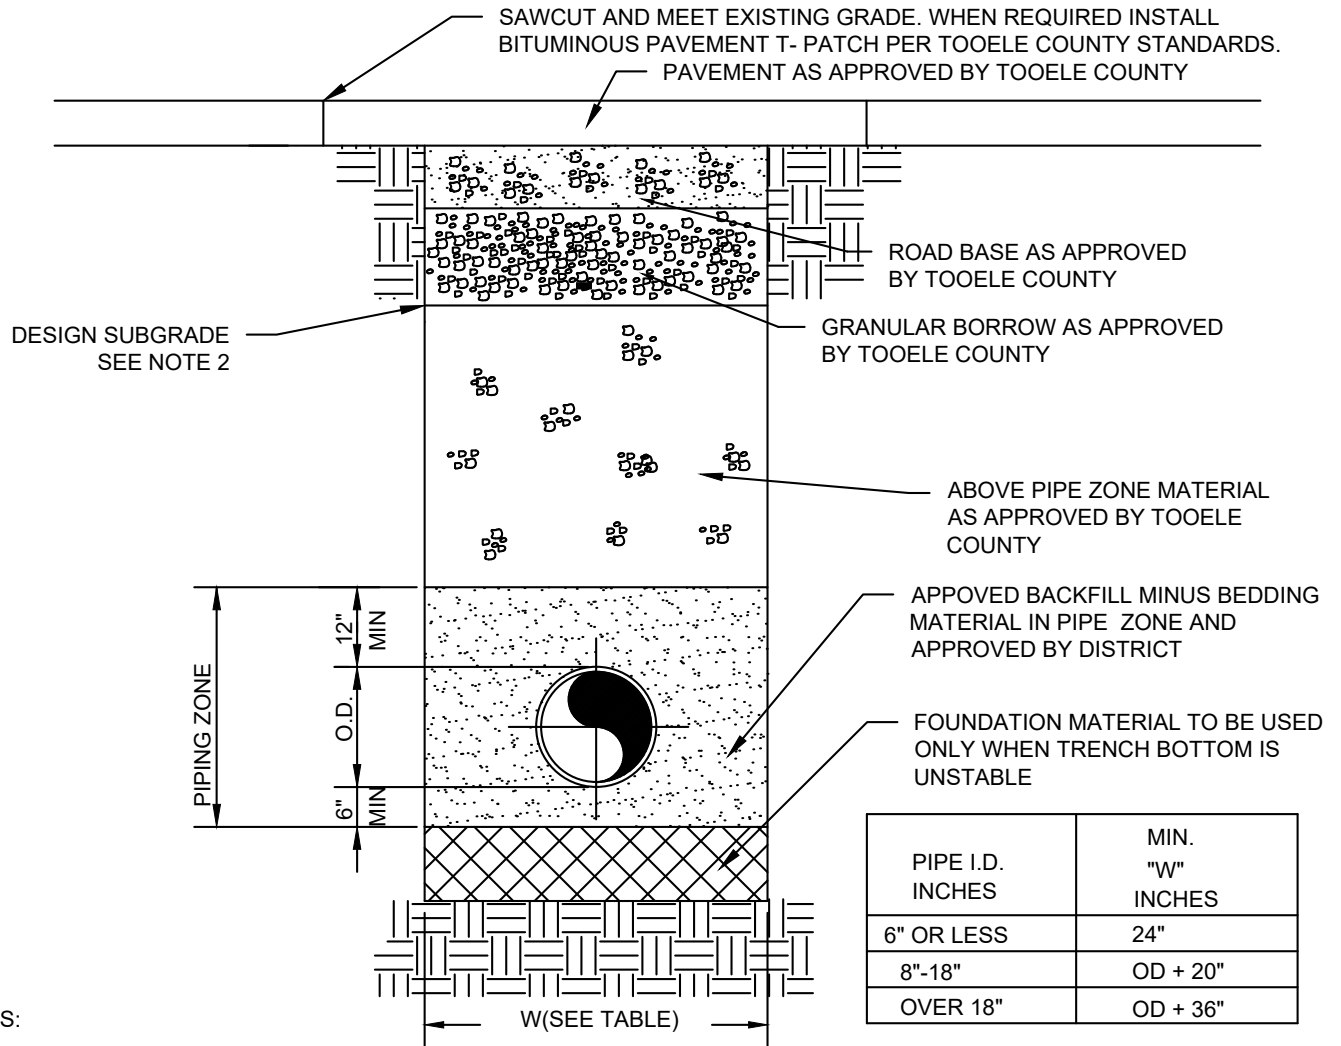 SAWCUT AND MEET EXISTING GRADE. WHEN REQUIRED INSTALL
BITUMINOUS PAVEMENT T- PATCH PER TOOELE COUNTY STANDARDS.
PAVEMENT AS APPROVED BY TOOELE COUNTY
ROAD BASE AS APPROVED
BY TOOELE COUNTY
DESIGN SUBGRADE
SEE NOTE 2
GRANULAR BORROW AS APPROVED
BY TOOELE COUNTY
ABOVE PIPE ZONE MATERIAL
AS APPROVED BY TOOELE
COUNTY
APPOVED BACKFILL MINUS BEDDING
MATERIAL IN PIPE ZONE AND
APPROVED BY DISTRICT
PIPING ZONE
12"
MIN
O.D.
6"
MIN
FOUNDATION MATERIAL TO BE USED
ONLY WHEN TRENCH BOTTOM IS
UNSTABLE
PIPE I.D.
INCHES
MIN.
"W"
INCHES
6" OR LESS
24"
8"-18"
OD + 20"
OVER 18"
OD + 36"
W(SEE TABLE)
S: